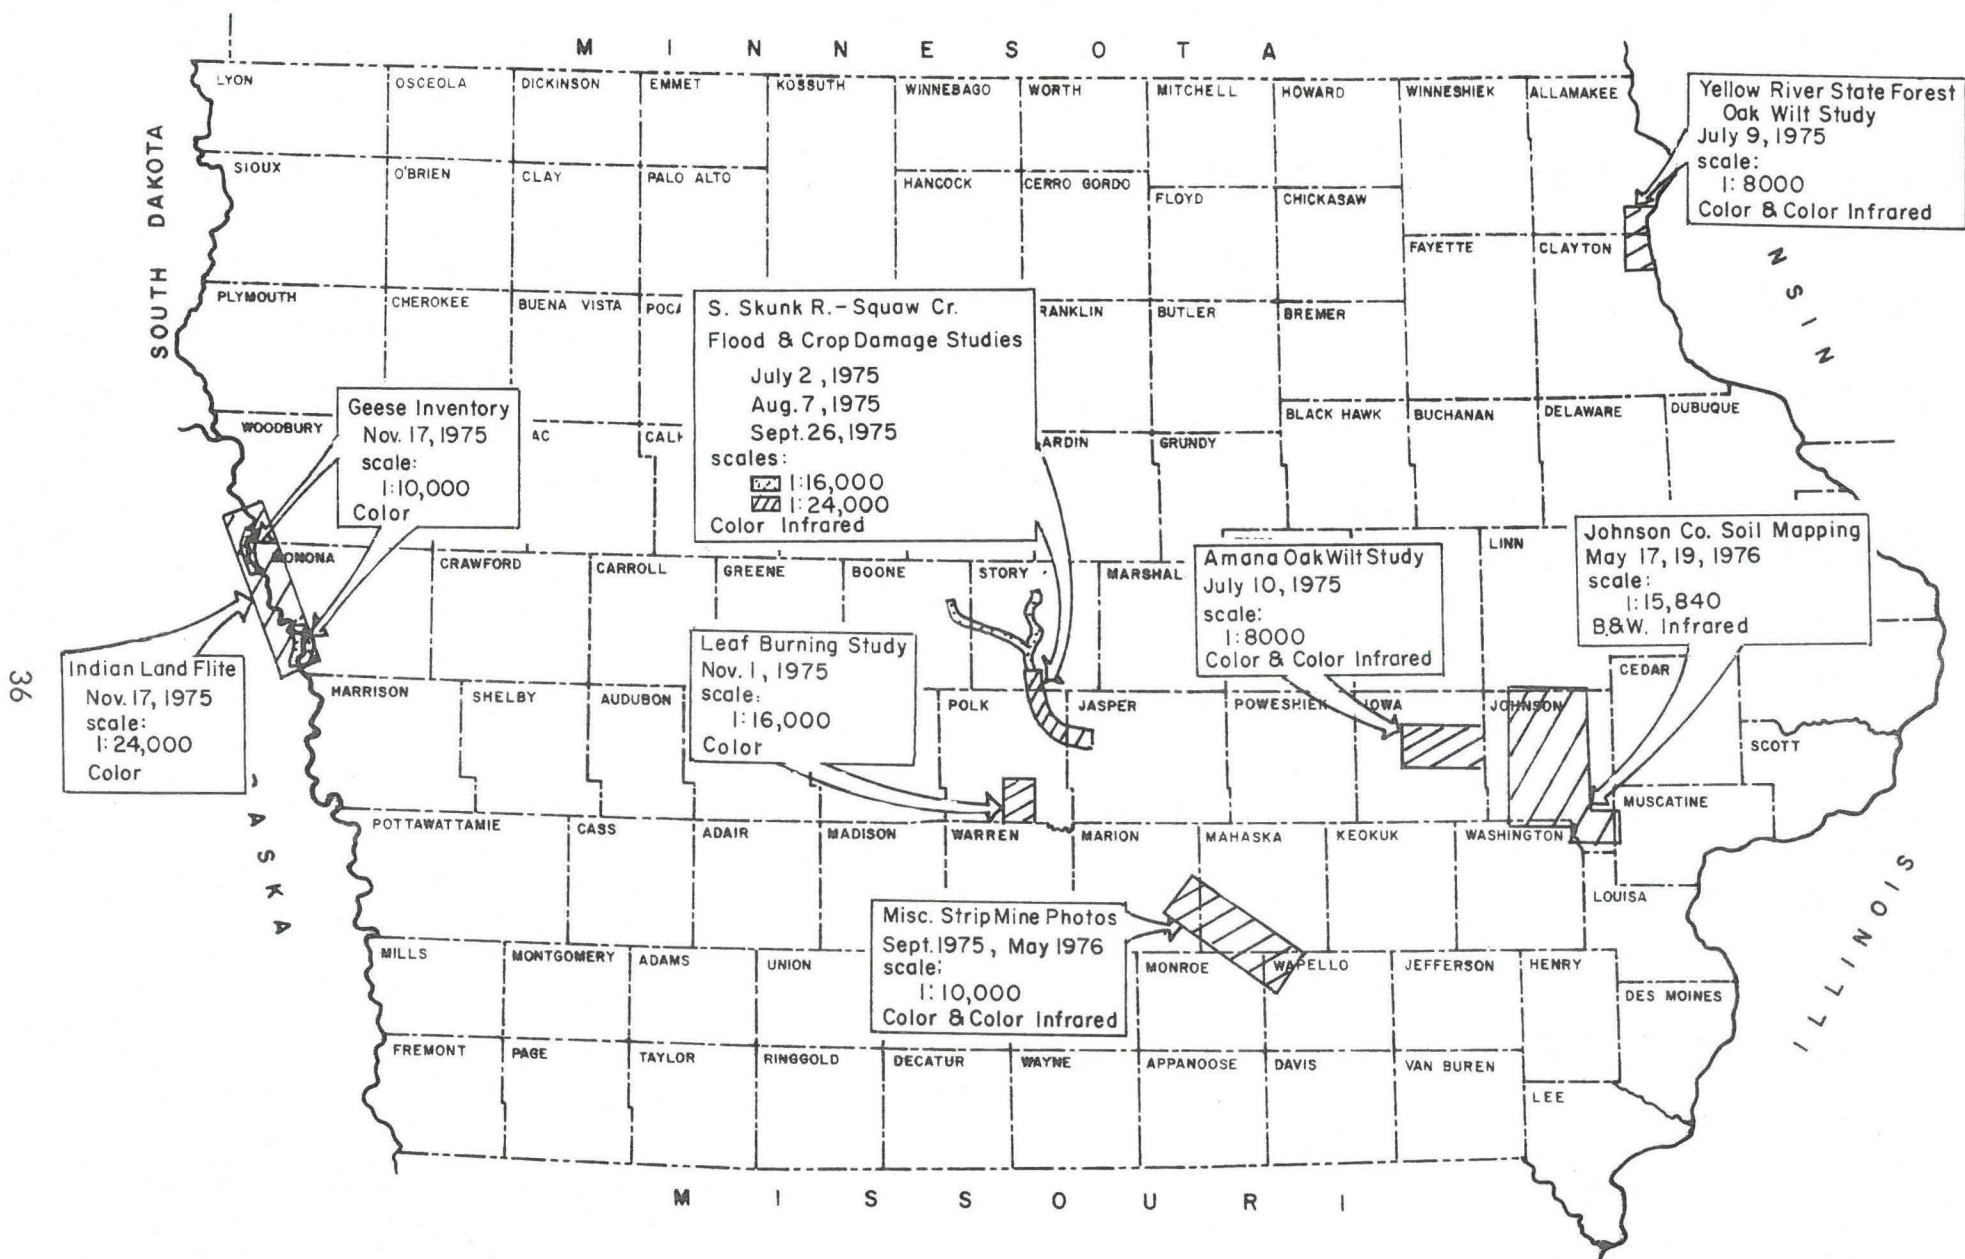 M I N N E S O T A
LYON
OSCEOLA
DICKINSON
EMMET
KOSSUTH
WINNEBAGO
WORTH
MITCHELL
HOWARD
WINNESHIEK
ALLAMAKEE
Yellow River State Forest
Oak Wilt Study
July 9, 1975
scale:
1:8000
Color & Color Infrared
SOUTH DAKOTA
SIOUX
O'BRIEN
CLAY
PALO ALTO
HANCOCK
CERRO GORDO
FLOYD
CHICKASAW
FAYETTE
CLAYTON
NSIN
PLYMOUTH
CHEROKEE
BUENA VISTA
POCA
S. Skunk R.-Squaw Cr.
Flood & Crop Damage Studies
July 2, 1975
Aug. 7, 1975
Sept. 26, 1975
scales:
1:16,000
1:24,000
Color Infrared
RANKLIN
BUTLER
BREMER
WOODBURY
Geese Inventory
Nov. 17, 1975
scale:
1:10,000
Color
AC
CALH
ARDIN
GRUNDY
BLACK HAWK
BUCHANAN
DELAWARE
DUBUQUE
MONONA
CRAWFORD
CARROLL
GREENE
BOONE
STORY
MARSHAL
Amana Oak Wilt Study
July 10, 1975
scale:
1:8000
Color & Color Infrared
LINN
Johnson Co. Soil Mapping
May 17, 19, 1976
scale:
1:15,840
B.&W. Infrared
Indian Land Flite
Nov. 17, 1975
scale:
1:24,000
Color
Leaf Burning Study
Nov. 1, 1975
scale:
1:16,000
Color
36
HARRISON
SHELBY
AUDUBON
POLK
JASPER
POWESHIEK
IOWA
JOHNSON
CEDAR
SCOTT
MUSCATINE
ASKA
POTTAWATTAMIE
CASS
ADAIR
MADISON
WARREN
MARION
MAHASKA
KEOKUK
WASHINGTON
LOUISA
ILLINOIS
Misc. Strip Mine Photos
Sept. 1975, May 1976
scale:
1:10,000
Color & Color Infrared
MILLS
MONTGOMERY
ADAMS
UNION
MONROE
WAPELLO
JEFFERSON
HENRY
DES MOINES
FREMONT
PAGE
TAYLOR
RINGGOLD
DECATUR
WAYNE
APPANOOSE
DAVIS
VAN BUREN
LEE
M I S S O U R I